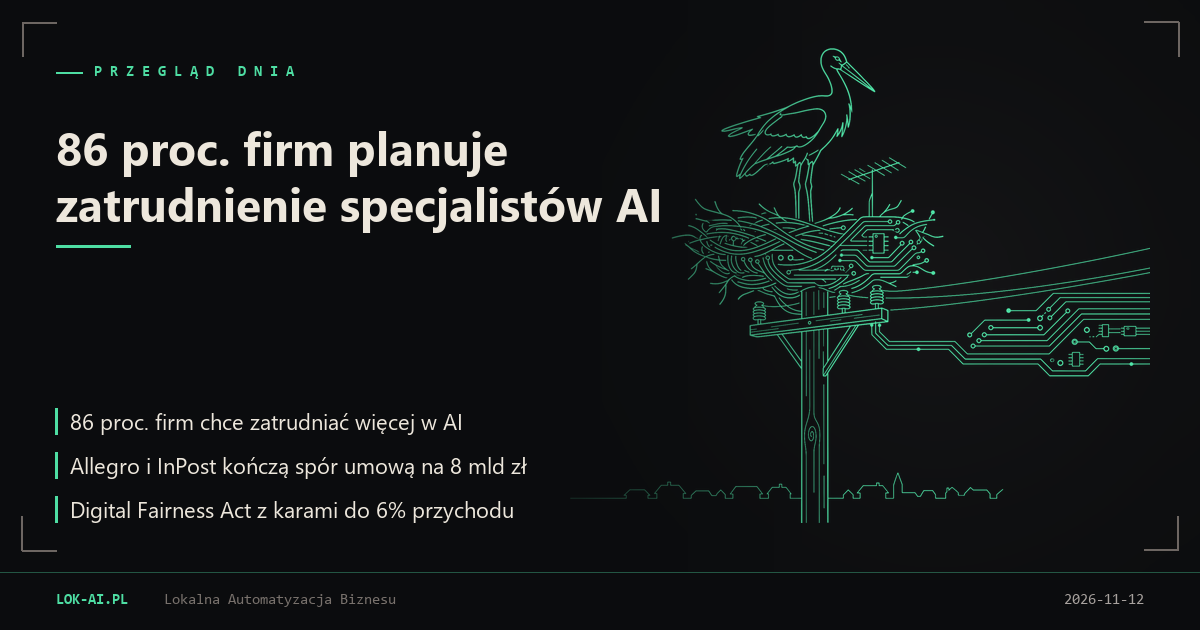 PRZEGLĄD DNIA
86 proc. firm planuje
zatrudnienie specjalistów AI
86 proc. firm chce zatrudniać więcej w AI
Allegro i InPost kończą spór umową na 8 mld zł
Digital Fairness Act z karami do 6% przychodu
LOK-AI.PL Lokalna Automatyzacja Biznesu 2026-11-12